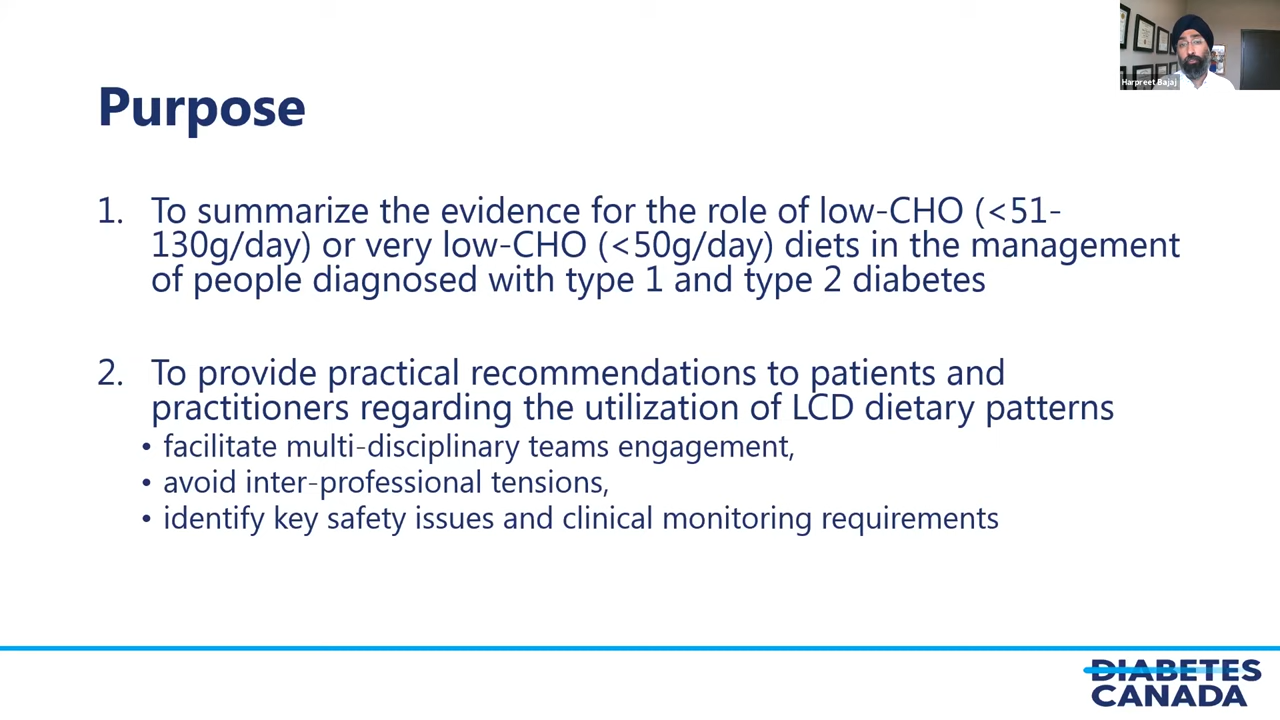 Harpreet Bajaj
Purpose
1. To summarize the evidence for the role of low-CHO (<51-
130g/day) or very low-CHO (<50g/day) diets in the management
of people diagnosed with type 1 and type 2 diabetes
2. To provide practical recommendations to patients and
practitioners regarding the utilization of LCD dietary patterns
• facilitate multi-disciplinary teams engagement,
• avoid inter-professional tensions,
• identify key safety issues and clinical monitoring requirements
DIABETES
CANADA